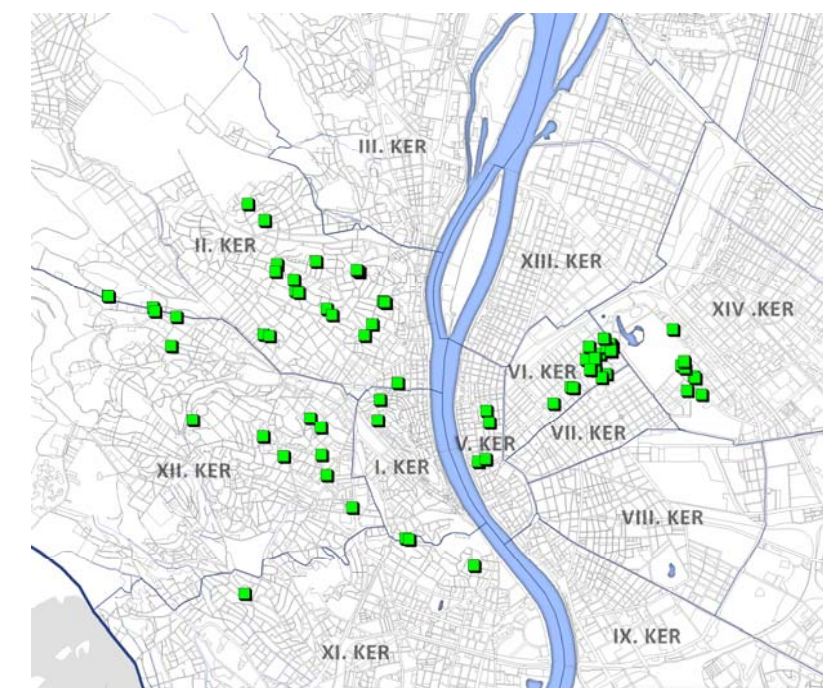 III. KER
II. KER
XIII. KER
XIV .KER
VI. KER
VII. KER
V. KER
I. KER
XII. KER
VIII. KER
IX. KER
XI. KER